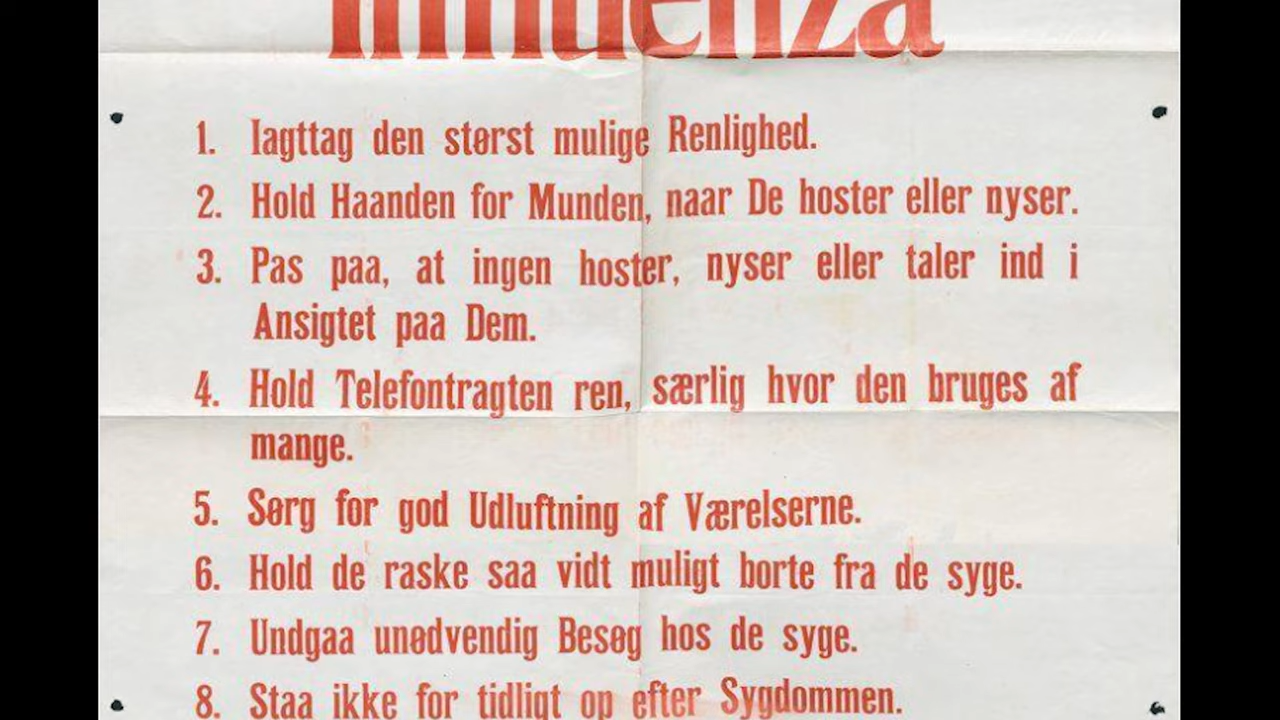 Influenza
1. Iagttag den størst mulige Renlighed.
2. Hold Haanden for Munden, naar De hoster eller nyser.
3. Pas paa, at ingen hoster, nyser eller taler ind i
Ansigtet paa Dem.
4. Hold Telefontragten ren, særlig hvor den bruges af
mange.
5. Sørg for god Udluftning af Værelserne.
6. Hold de raske saa vidt muligt borte fra de syge.
7. Undgaa unødvendig Besøg hos de syge.
8. Staa ikke for tidligt op efter Sygdommen.